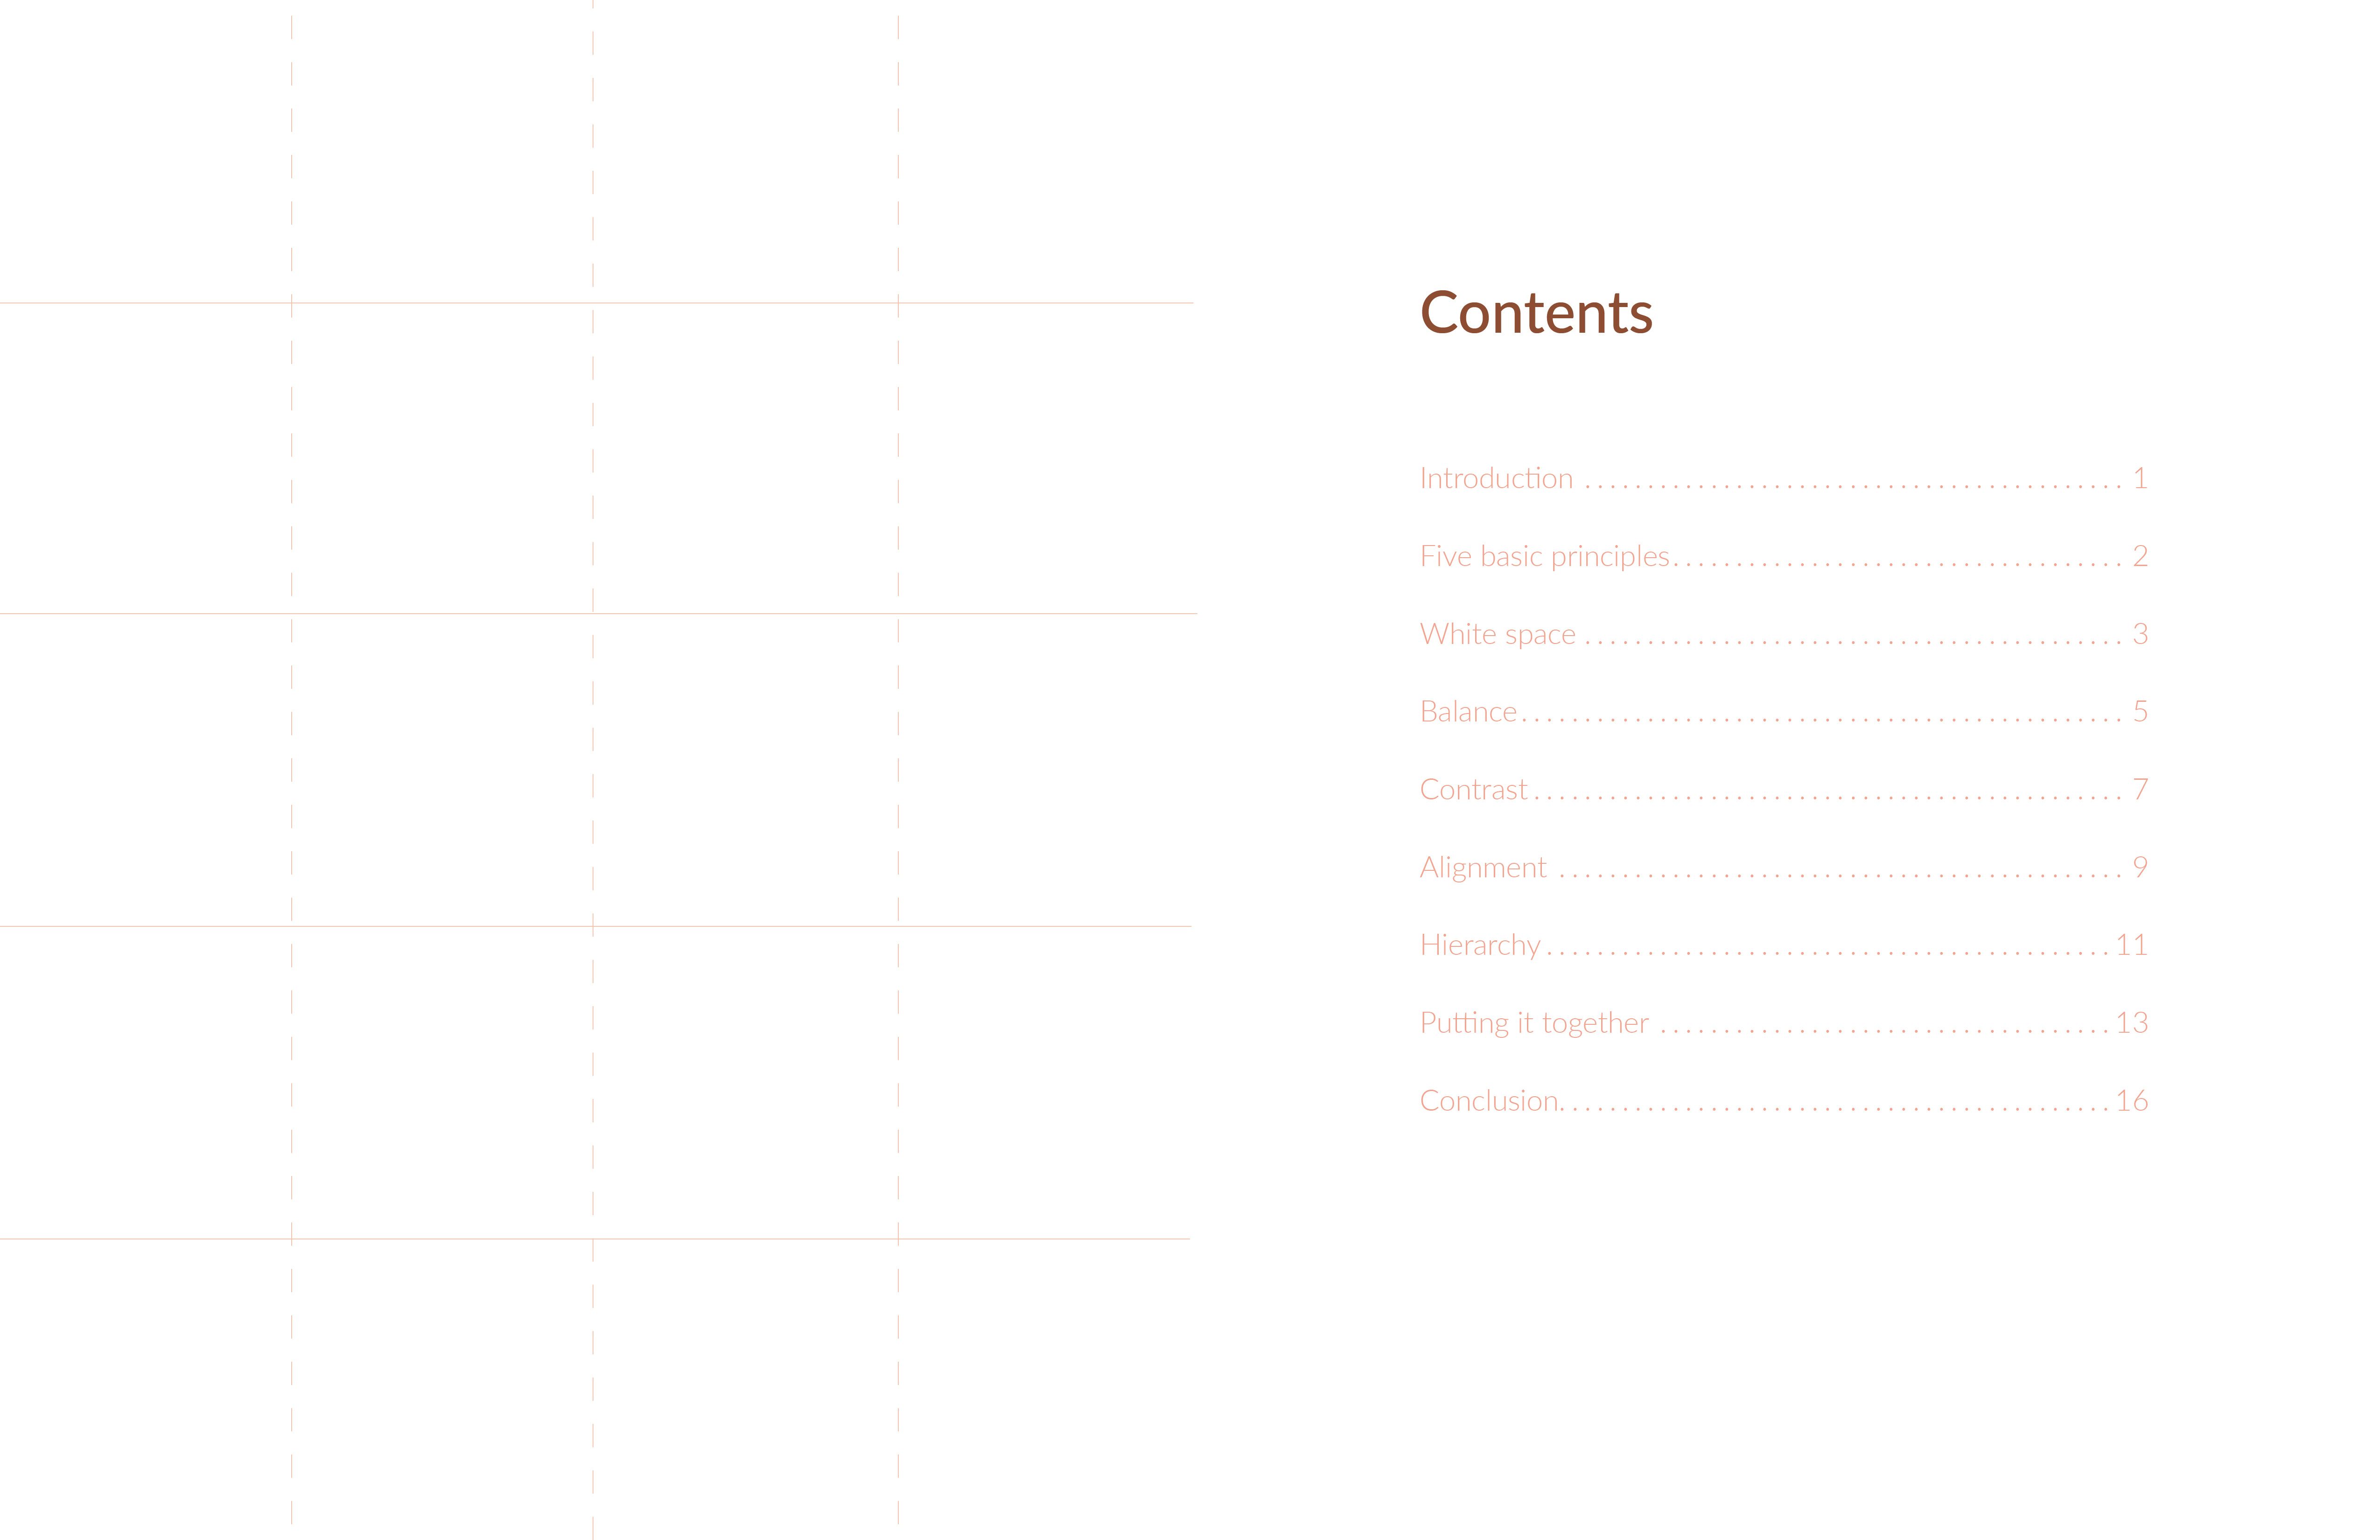 Contents
Introduction . . . . . . . . . . . . . . . . . . . . . . . . . . . . . . . . . . . . . . . . . . . 1
Five basic principles. . . . . . . . . . . . . . . . . . . . . . . . . . . . . . . . . . . . 2
White space . . . . . . . . . . . . . . . . . . . . . . . . . . . . . . . . . . . . . . . . . . . 3
Balance. . . . . . . . . . . . . . . . . . . . . . . . . . . . . . . . . . . . . . . . . . . . . . . . 5
Contrast . . . . . . . . . . . . . . . . . . . . . . . . . . . . . . . . . . . . . . . . . . . . . . . 7
Alignment . . . . . . . . . . . . . . . . . . . . . . . . . . . . . . . . . . . . . . . . . . . . . 9
Hierarchy . . . . . . . . . . . . . . . . . . . . . . . . . . . . . . . . . . . . . . . . . . . . . 11
Putting it together . . . . . . . . . . . . . . . . . . . . . . . . . . . . . . . . . . . . 13
Conclusion. . . . . . . . . . . . . . . . . . . . . . . . . . . . . . . . . . . . . . . . . . . . 16